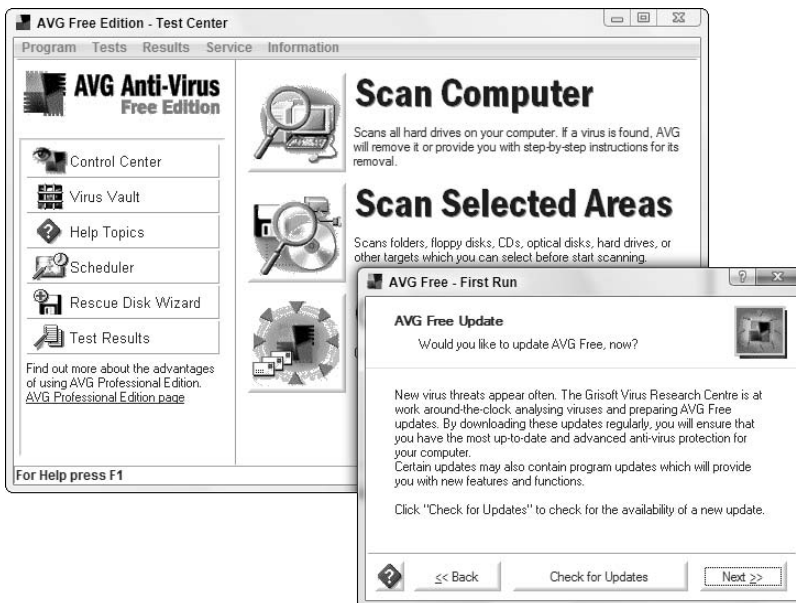 AVG Free Edition - Test Center
Program Tests Results Service Information
AVG Anti-Virus
Free Edition
Control Center
Virus Vault
Help Topics
Scheduler
Rescue Disk Wizard
Test Results
Find out more about the advantages
of using AVG Professional Edition.
AVG Professional Edition page
For Help press F1
Scan Computer
Scans all hard drives on your computer. If a virus is found, AVG
will remove it or provide you with step-by-step instructions for its
removal.
Scan Selected Areas
Scans folders, floppy disks, CDs, optical disks, hard drives, or
other targets which you can select before start scanning.
AVG Free - First Run
AVG Free Update
Would you like to update AVG Free, now?
New virus threats appear often. The Grisoft Virus Research Centre is at
work around-the-clock analysing viruses and preparing AVG Free
updates. By downloading these updates regularly, you will ensure that
you have the most up-to-date and advanced anti-virus protection for
your computer.
Certain updates may also contain program updates which will provide
you with new features and functions.
Click "Check for Updates" to check for the availability of a new update.
<< Back Check for Updates Next >>